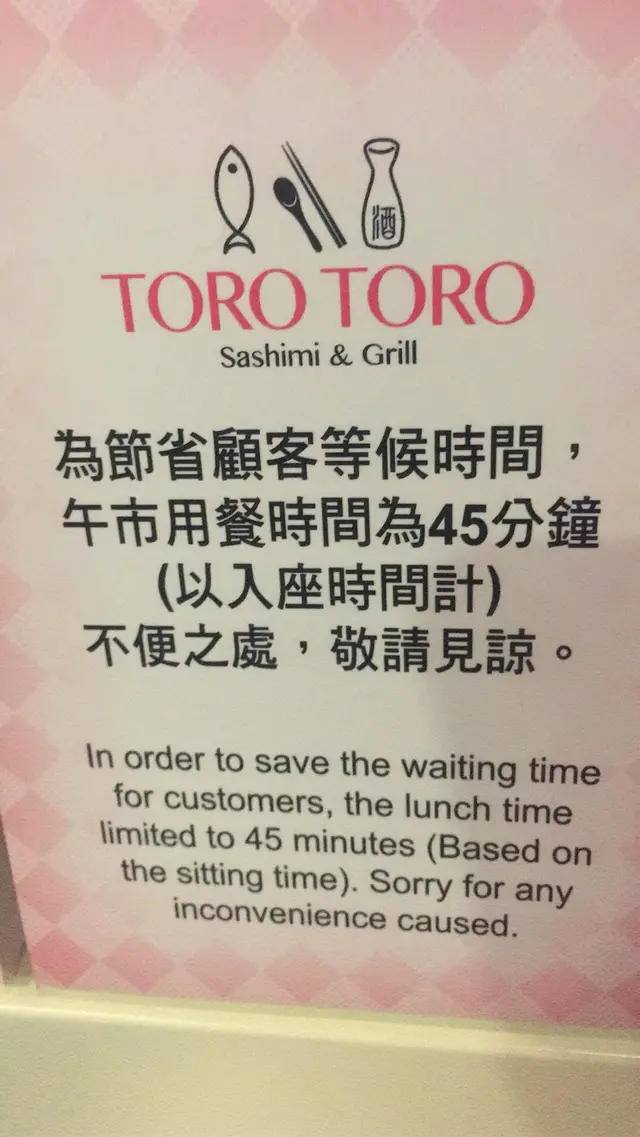 酒
TORO TORO
Sashimi & Grill
為節省顧客等候時間，
午市用餐時間為45分鐘
(以入座時間計)
不便之處，敬請見諒。
In order to save the waiting time
for customers, the lunch time
limited to 45 minutes (Based on
the sitting time). Sorry for any
inconvenience caused.